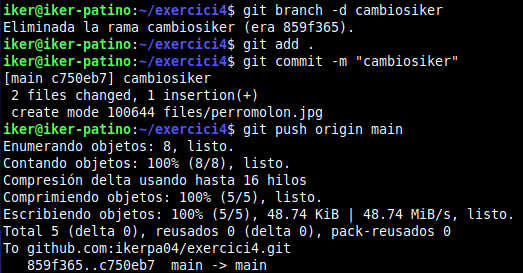 iker@iker-patino:~/exercici4$ git branch -d cambiosiker
Eliminada la rama cambiosiker (era 859f365).
iker@iker-patino:~/exercici4$ git add .
iker@iker-patino:~/exercici4$ git commit -m "cambiosiker"
[main c750eb7] cambiosiker
 2 files changed, 1 insertion(+)
 create mode 100644 files/perromolon.jpg
iker@iker-patino:~/exercici4$ git push origin main
Enumerando objetos: 8, listo.
Contando objetos: 100% (8/8), listo.
Compresión delta usando hasta 16 hilos
Comprimiendo objetos: 100% (5/5), listo.
Escribiendo objetos: 100% (5/5), 48.74 KiB | 48.74 MiB/s, listo.
Total 5 (delta 0), reusados 0 (delta 0), pack-reusados 0
To github.com:ikerpa04/exercici4.git
   859f365..c750eb7  main -> main